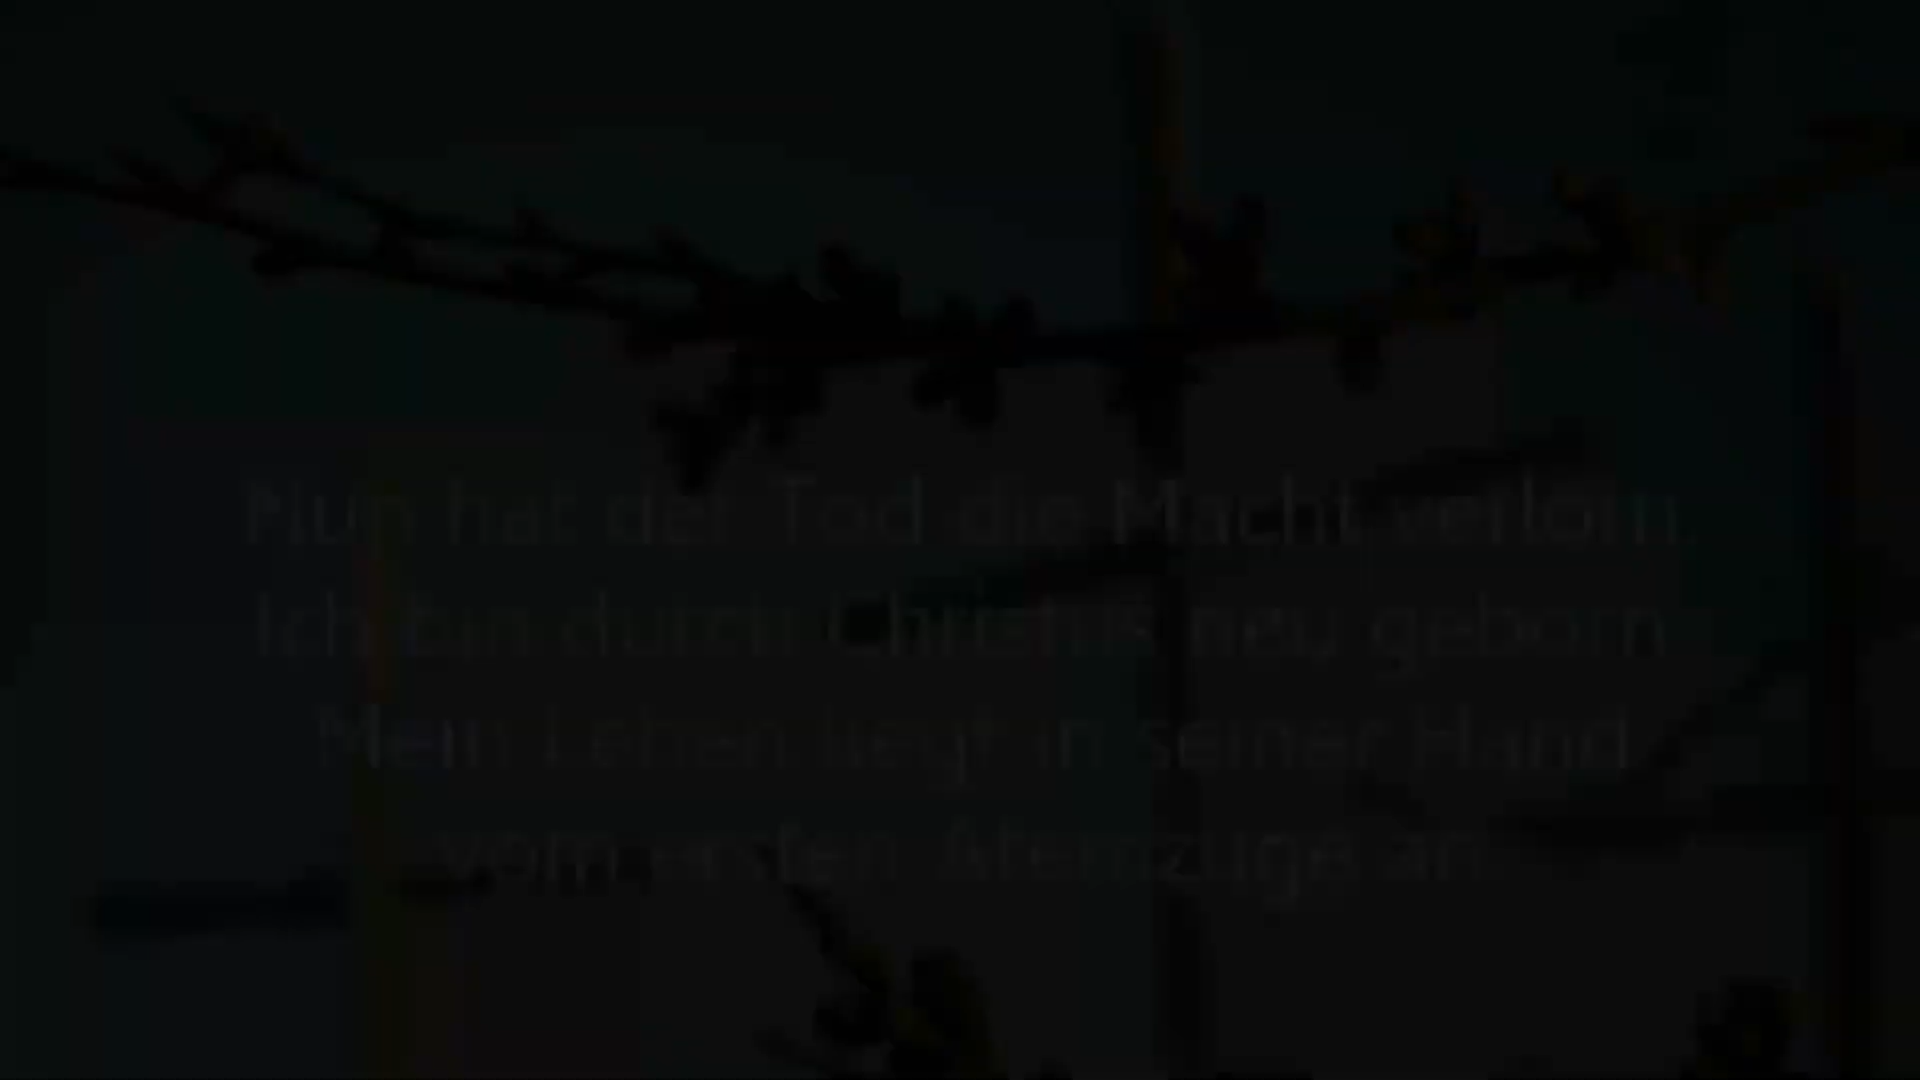 Nun hat der Tod die Macht verlorn
Ich bin durch Christus neu geborn
Mein Leben liegt in seiner Hand
vom ersten Atemzuge an